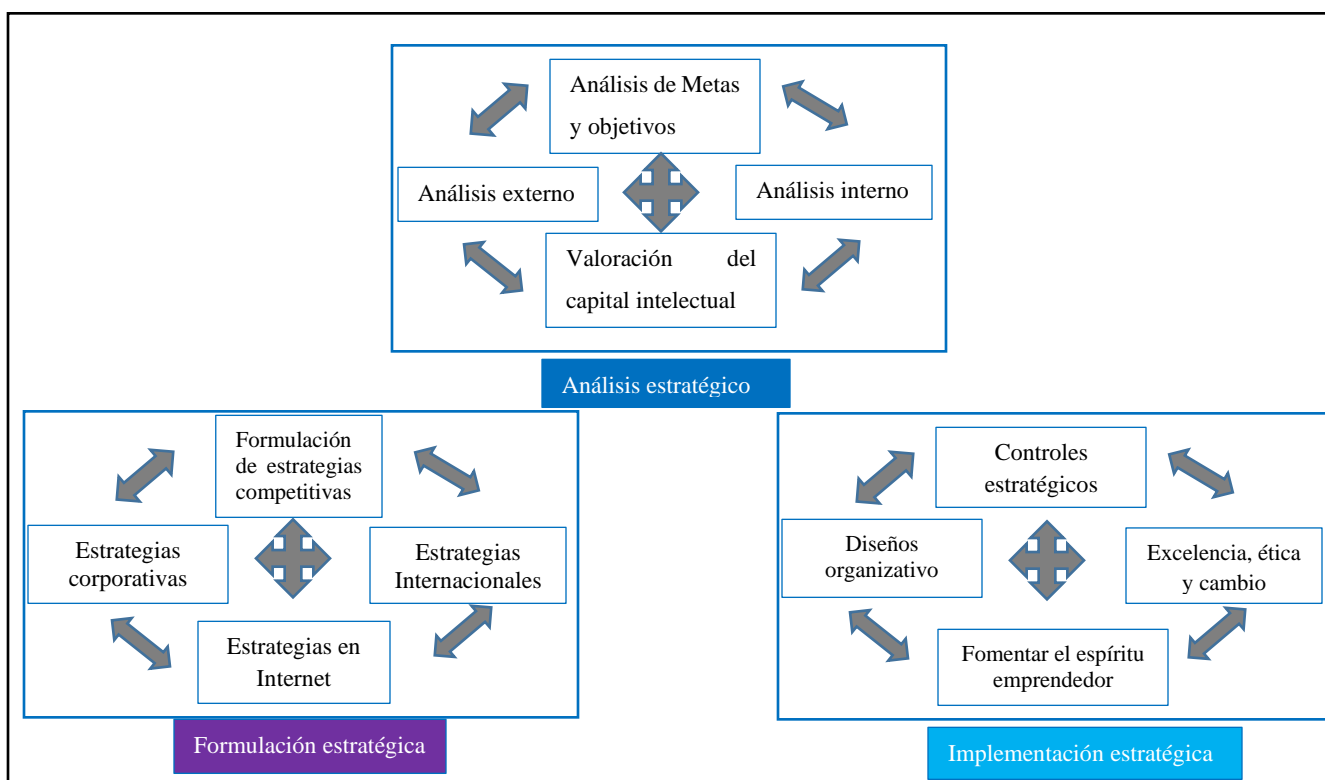 Análisis de Metas
y objetivos
Análisis externo
Análisis interno
Valoración del
capital intelectual
Análisis estratégico
Formulación
de estrategias
competitivas
Estrategias
corporativas
Estrategias
Internacionales
Estrategias en
Internet
Formulación estratégica
Controles
estratégicos
Diseños
organizativo
Excelencia, ética
y cambio
Fomentar el espíritu
emprendedor
Implementación estratégica